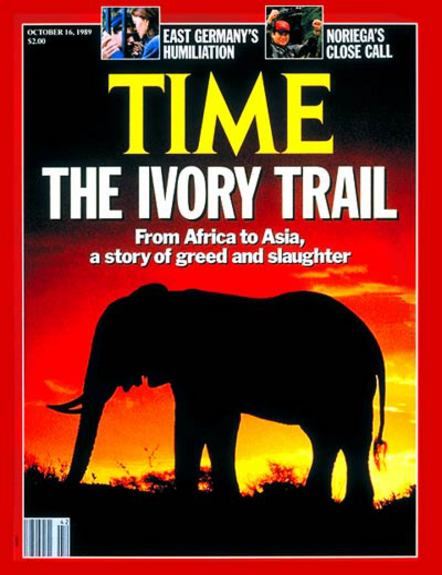 OCTOBER 16, 1989
$2.00
EAST GERMANY'S
HUMILIATION
NORIEGA'S
CLOSE CALL
TIME
THE IVORY TRAIL
From Africa to Asia,
a story of greed and slaughter
42